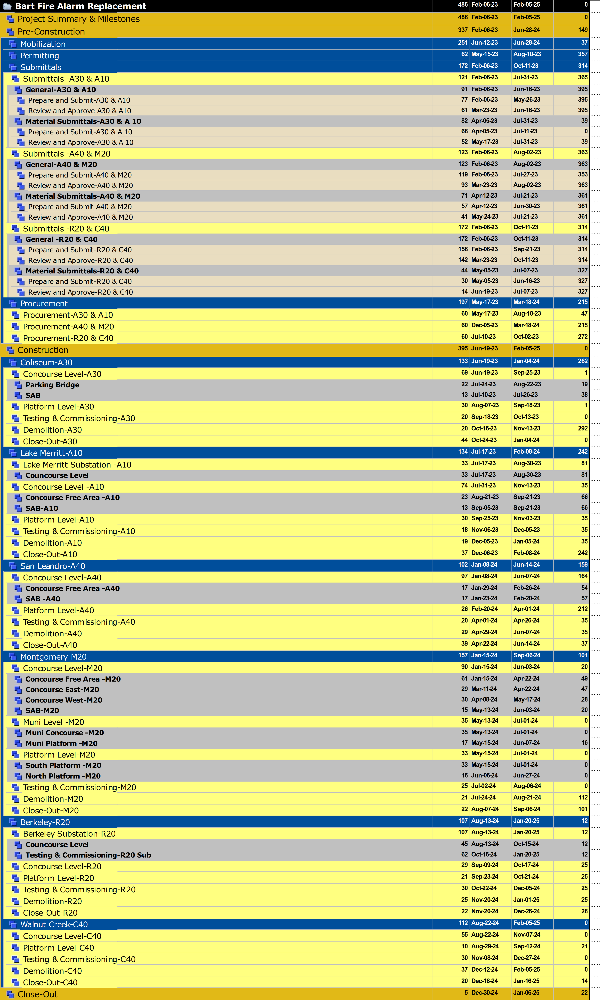 Bart Fire Alarm Replacement 486 Feb-06-23 Feb-05-25 0
Project Summary & Milestones 486 Feb-06-23 Feb-05-25 0
Pre-Construction 337 Feb-06-23 Jun-28-24 149
Mobilization 251 Jun-12-23 Jun-28-24 37
Permitting 62 May-15-23 Aug-10-23 357
Submittals 172 Feb-06-23 Oct-11-23 314
Submittals -A30 & A10 121 Feb-06-23 Jul-31-23 365
General-A30 & A10 91 Feb-06-23 Jun-16-23 395
Prepare and Submit-A30 & A10 77 Feb-06-23 May-26-23 395
Review and Approve-A30 & A10 61 Mar-23-23 Jun-16-23 395
Material Submittals-A30 & A 10 82 Apr-05-23 Jul-31-23 39
Prepare and Submit-A30 & A 10 68 Apr-05-23 Jul-11-23 0
Review and Approve-A30 & A 10 52 May-17-23 Jul-31-23 39
Submittals -A40 & M20 123 Feb-06-23 Aug-02-23 363
General-A40 & M20 123 Feb-06-23 Aug-02-23 363
Prepare and Submit-A40 & M20 119 Feb-06-23 Jul-27-23 353
Review and Approve-A40 & M20 93 Mar-23-23 Aug-02-23 363
Material Submittals-A40 & M20 71 Apr-12-23 Jul-21-23 361
Prepare and Submit-A40 & M20 57 Apr-12-23 Jun-30-23 361
Review and Approve-A40 & M20 41 May-24-23 Jul-21-23 361
Submittals -R20 & C40 172 Feb-06-23 Oct-11-23 314
General -R20 & C40 172 Feb-06-23 Oct-11-23 314
Prepare and Submit-R20 & C40 158 Feb-06-23 Sep-21-23 314
Review and Approve-R20 & C40 142 Mar-23-23 Oct-11-23 314
Material Submittals-R20 & C40 44 May-05-23 Jul-07-23 327
Prepare and Submit-R20 & C40 30 May-05-23 Jun-16-23 327
Review and Approve-R20 & C40 14 Jun-19-23 Jul-07-23 327
Procurement 197 May-17-23 Mar-18-24 215
Procurement-A30 & A10 60 May-17-23 Aug-10-23 47
Procurement-A40 & M20 60 Dec-05-23 Mar-18-24 215
Procurement-R20 & C40 60 Jul-10-23 Oct-02-23 272
Construction 395 Jun-19-23 Feb-05-25 0
Coliseum-A30 133 Jun-19-23 Jan-04-24 262
Concourse Level-A30 69 Jun-19-23 Sep-25-23 1
Parking Bridge 22 Jul-24-23 Aug-22-23 19
SAB 13 Jul-10-23 Jul-26-23 38
Platform Level-A30 30 Aug-07-23 Sep-18-23 1
Testing & Commissioning-A30 20 Sep-18-23 Oct-13-23 0
Demolition-A30 20 Oct-16-23 Nov-13-23 292
Close-Out-A30 44 Oct-24-23 Jan-04-24 0
Lake Merritt-A10 134 Jul-17-23 Feb-08-24 242
Lake Merritt Substation -A10 33 Jul-17-23 Aug-30-23 81
Councourse Level 33 Jul-17-23 Aug-30-23 81
Concourse Level -A10 74 Jul-31-23 Nov-13-23 35
Concourse Free Area -A10 23 Aug-21-23 Sep-21-23 66
SAB-A10 13 Sep-05-23 Sep-21-23 66
Platform Level-A10 30 Sep-25-23 Nov-03-23 35
Testing & Commissioning-A10 18 Nov-06-23 Dec-05-23 35
Demolition-A10 19 Dec-05-23 Jan-05-24 35
Close-Out-A10 37 Dec-06-23 Feb-08-24 242
San Leandro-A40 102 Jan-08-24 Jun-14-24 159
Concourse Level-A40 97 Jan-08-24 Jun-07-24 164
Concourse Free Area -A40 17 Jan-29-24 Feb-26-24 54
SAB -A40 17 Jan-23-24 Feb-20-24 57
Platform Level-A40 26 Feb-20-24 Apr-01-24 212
Testing & Commissioning-A40 20 Apr-01-24 Apr-26-24 35
Demolition-A40 29 Apr-29-24 Jun-07-24 35
Close-Out-A40 39 Apr-22-24 Jun-14-24 37
Montgomery-M20 157 Jan-15-24 Sep-06-24 101
Concourse Level-M20 90 Jan-15-24 Jun-03-24 20
Concourse Free Area -M20 61 Jan-15-24 Apr-22-24 49
Concourse East-M20 29 Mar-11-24 Apr-22-24 47
Concourse West-M20 30 Apr-08-24 May-17-24 28
SAB-M20 15 May-13-24 Jun-03-24 20
Muni Level -M20 35 May-13-24 Jul-01-24 0
Muni Concourse -M20 35 May-13-24 Jul-01-24 0
Muni Platform -M20 17 May-15-24 Jun-07-24 16
Platform Level-M20 33 May-15-24 Jul-01-24 0
South Platform -M20 33 May-15-24 Jul-01-24 0
North Platform -M20 16 Jun-06-24 Jun-27-24 0
Testing & Commissioning-M20 25 Jul-02-24 Aug-06-24 0
Demolition-M20 21 Jul-24-24 Aug-21-24 112
Close-Out-M20 22 Aug-07-24 Sep-06-24 101
Berkeley-R20 107 Aug-13-24 Jan-20-25 12
Berkeley Substation-R20 107 Aug-13-24 Jan-20-25 12
Councourse Level 45 Aug-13-24 Oct-15-24 12
Testing & Commissioning-R20 Sub 62 Oct-16-24 Jan-20-25 12
Concourse Level-R20 29 Sep-09-24 Oct-17-24 25
Platform Level-R20 21 Sep-23-24 Oct-21-24 25
Testing & Commissioning-R20 30 Oct-22-24 Dec-05-24 25
Demolition-R20 25 Nov-20-24 Jan-01-25 25
Close-Out-R20 22 Nov-20-24 Dec-26-24 28
Walnut Creek-C40 112 Aug-22-24 Feb-05-25 0
Concourse Level-C40 55 Aug-22-24 Nov-07-24 0
Platform Level-C40 10 Aug-29-24 Sep-12-24 21
Testing & Commissioning-C40 30 Nov-08-24 Dec-27-24 0
Demolition-C40 37 Dec-12-24 Feb-05-25 0
Close-Out-C40 20 Dec-18-24 Jan-16-25 14
Close-Out 5 Dec-30-24 Jan-06-25 22